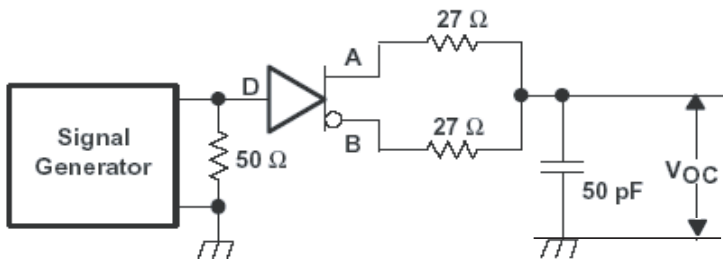 27 Ω
A
D
Signal
Generator
50 Ω
B
27 Ω
50 pF
VOC